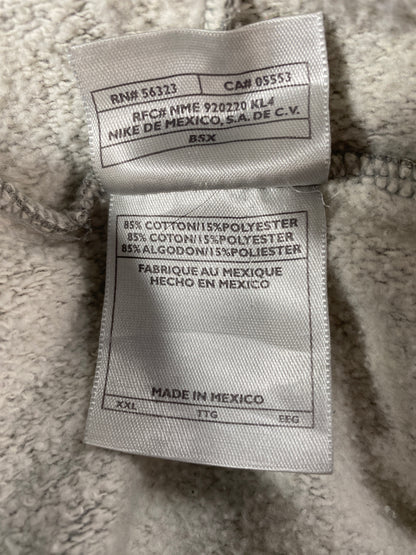 RN# 56323 CA# 05553
RFC# NME 920220 KL4
NIKE DE MEXICO, S.A. DE C.V.
BSX
85% COTTON/15%POLYESTER
85% COTON/15%POLYESTER
85% ALGODON/15%POLIESTER
FABRIQUE AU MEXIQUE
HECHO EN MEXICO
MADE IN MEXICO
XXL TTG EEG